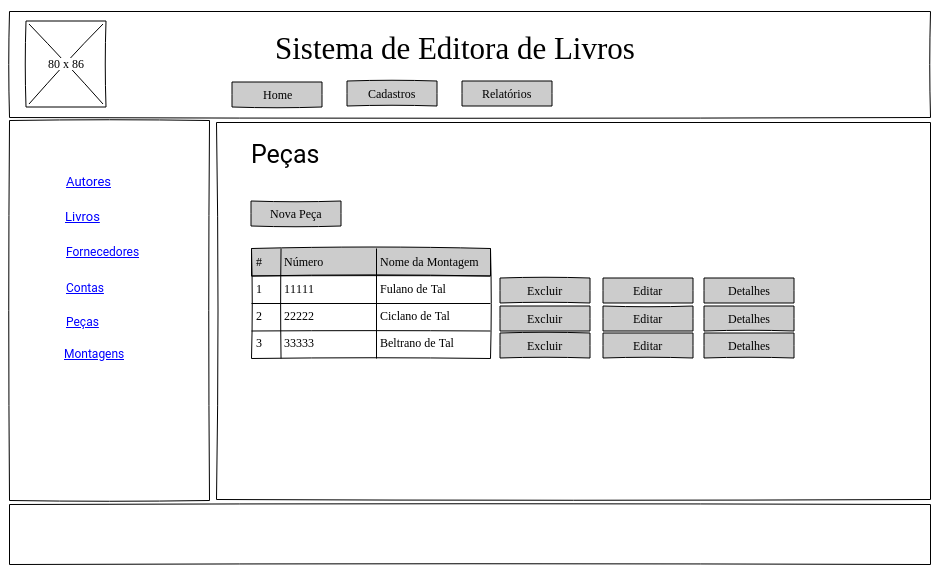 80 x 86
Sistema de Editora de Livros
Home Cadastros Relatórios
Autores
Livros
Fornecedores
Contas
Peças
Montagens
Peças
Nova Peça
# Número Nome da Montagem
1 11111 Fulano de Tal Excluir Editar Detalhes
2 22222 Ciclano de Tal Excluir Editar Detalhes
3 33333 Beltrano de Tal Excluir Editar Detalhes